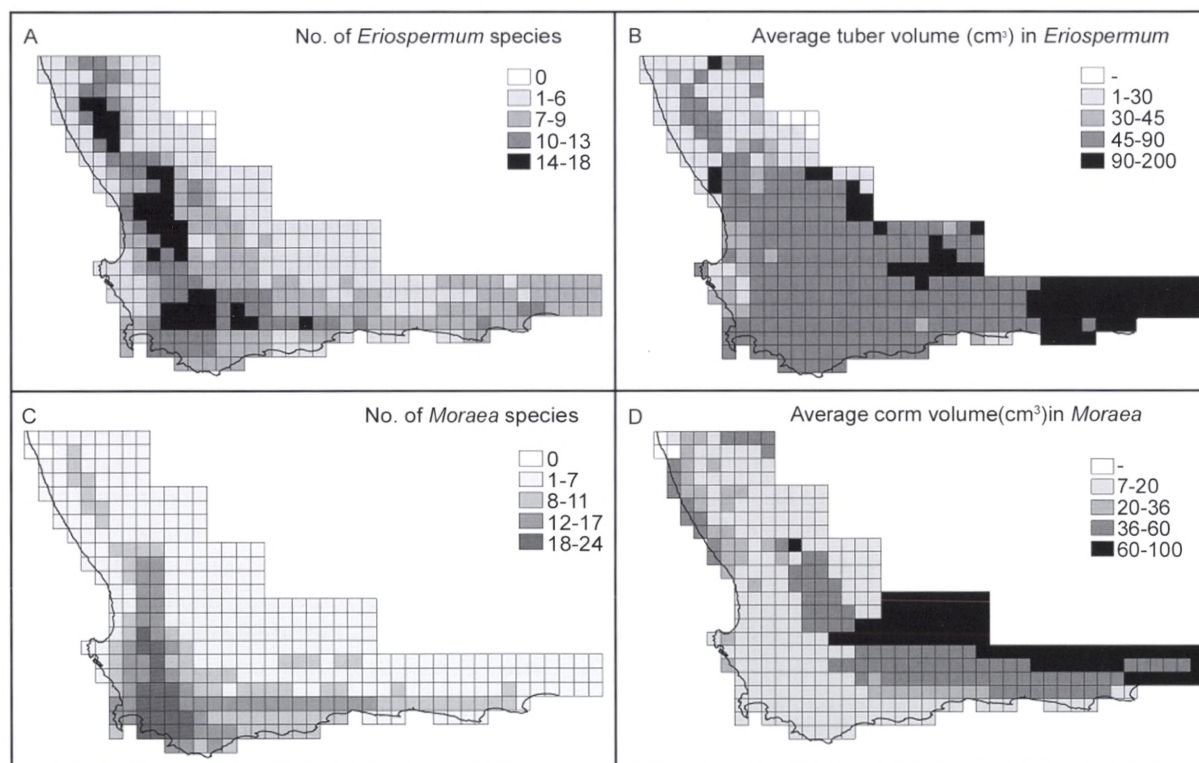 A
No. of Eriospermum species
0
1-6
7-9
10-13
14-18
B
Average tuber volume (cm³) in Eriospermum
-
1-30
30-45
45-90
90-200
C
No. of Moraea species
0
1-7
8-11
12-17
18-24
D
Average corm volume(cm³)in Moraea
-
7-20
20-36
36-60
60-100